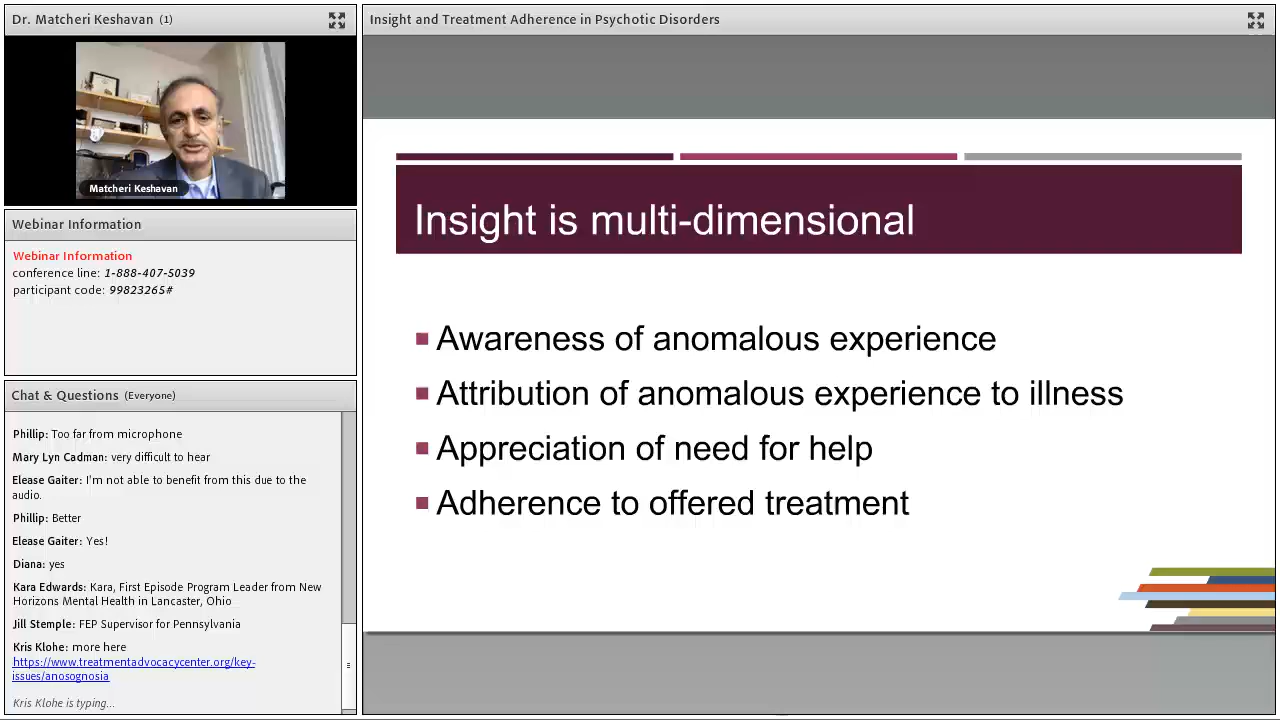 Dr. Matcheri Keshavan (1)
Matcheri Keshavan
Webinar Information
Webinar Information
conference line: 1-888-407-5039
participant code: 99823265#
Chat & Questions (Everyone)
Phillip: Too far from microphone
Mary Lyn Cadman: very difficult to hear
Elease Gaiter: I'm not able to benefit from this due to the
audio.
Phillip: Better
Elease Gaiter: Yes!
Diana: yes
Kara Edwards: Kara, First Episode Program Leader from New
Horizons Mental Health in Lancaster, Ohio
Jill Stemple: FEP Supervisor for Pennsylvania
Kris Klohe: more here
https://www.treatmentadvocacycenter.org/key-
issues/anosognosia
Kris Klohe is typing...
Insight and Treatment Adherence in Psychotic Disorders
Insight is multi-dimensional
Awareness of anomalous experience
Attribution of anomalous experience to illness
Appreciation of need for help
Adherence to offered treatment